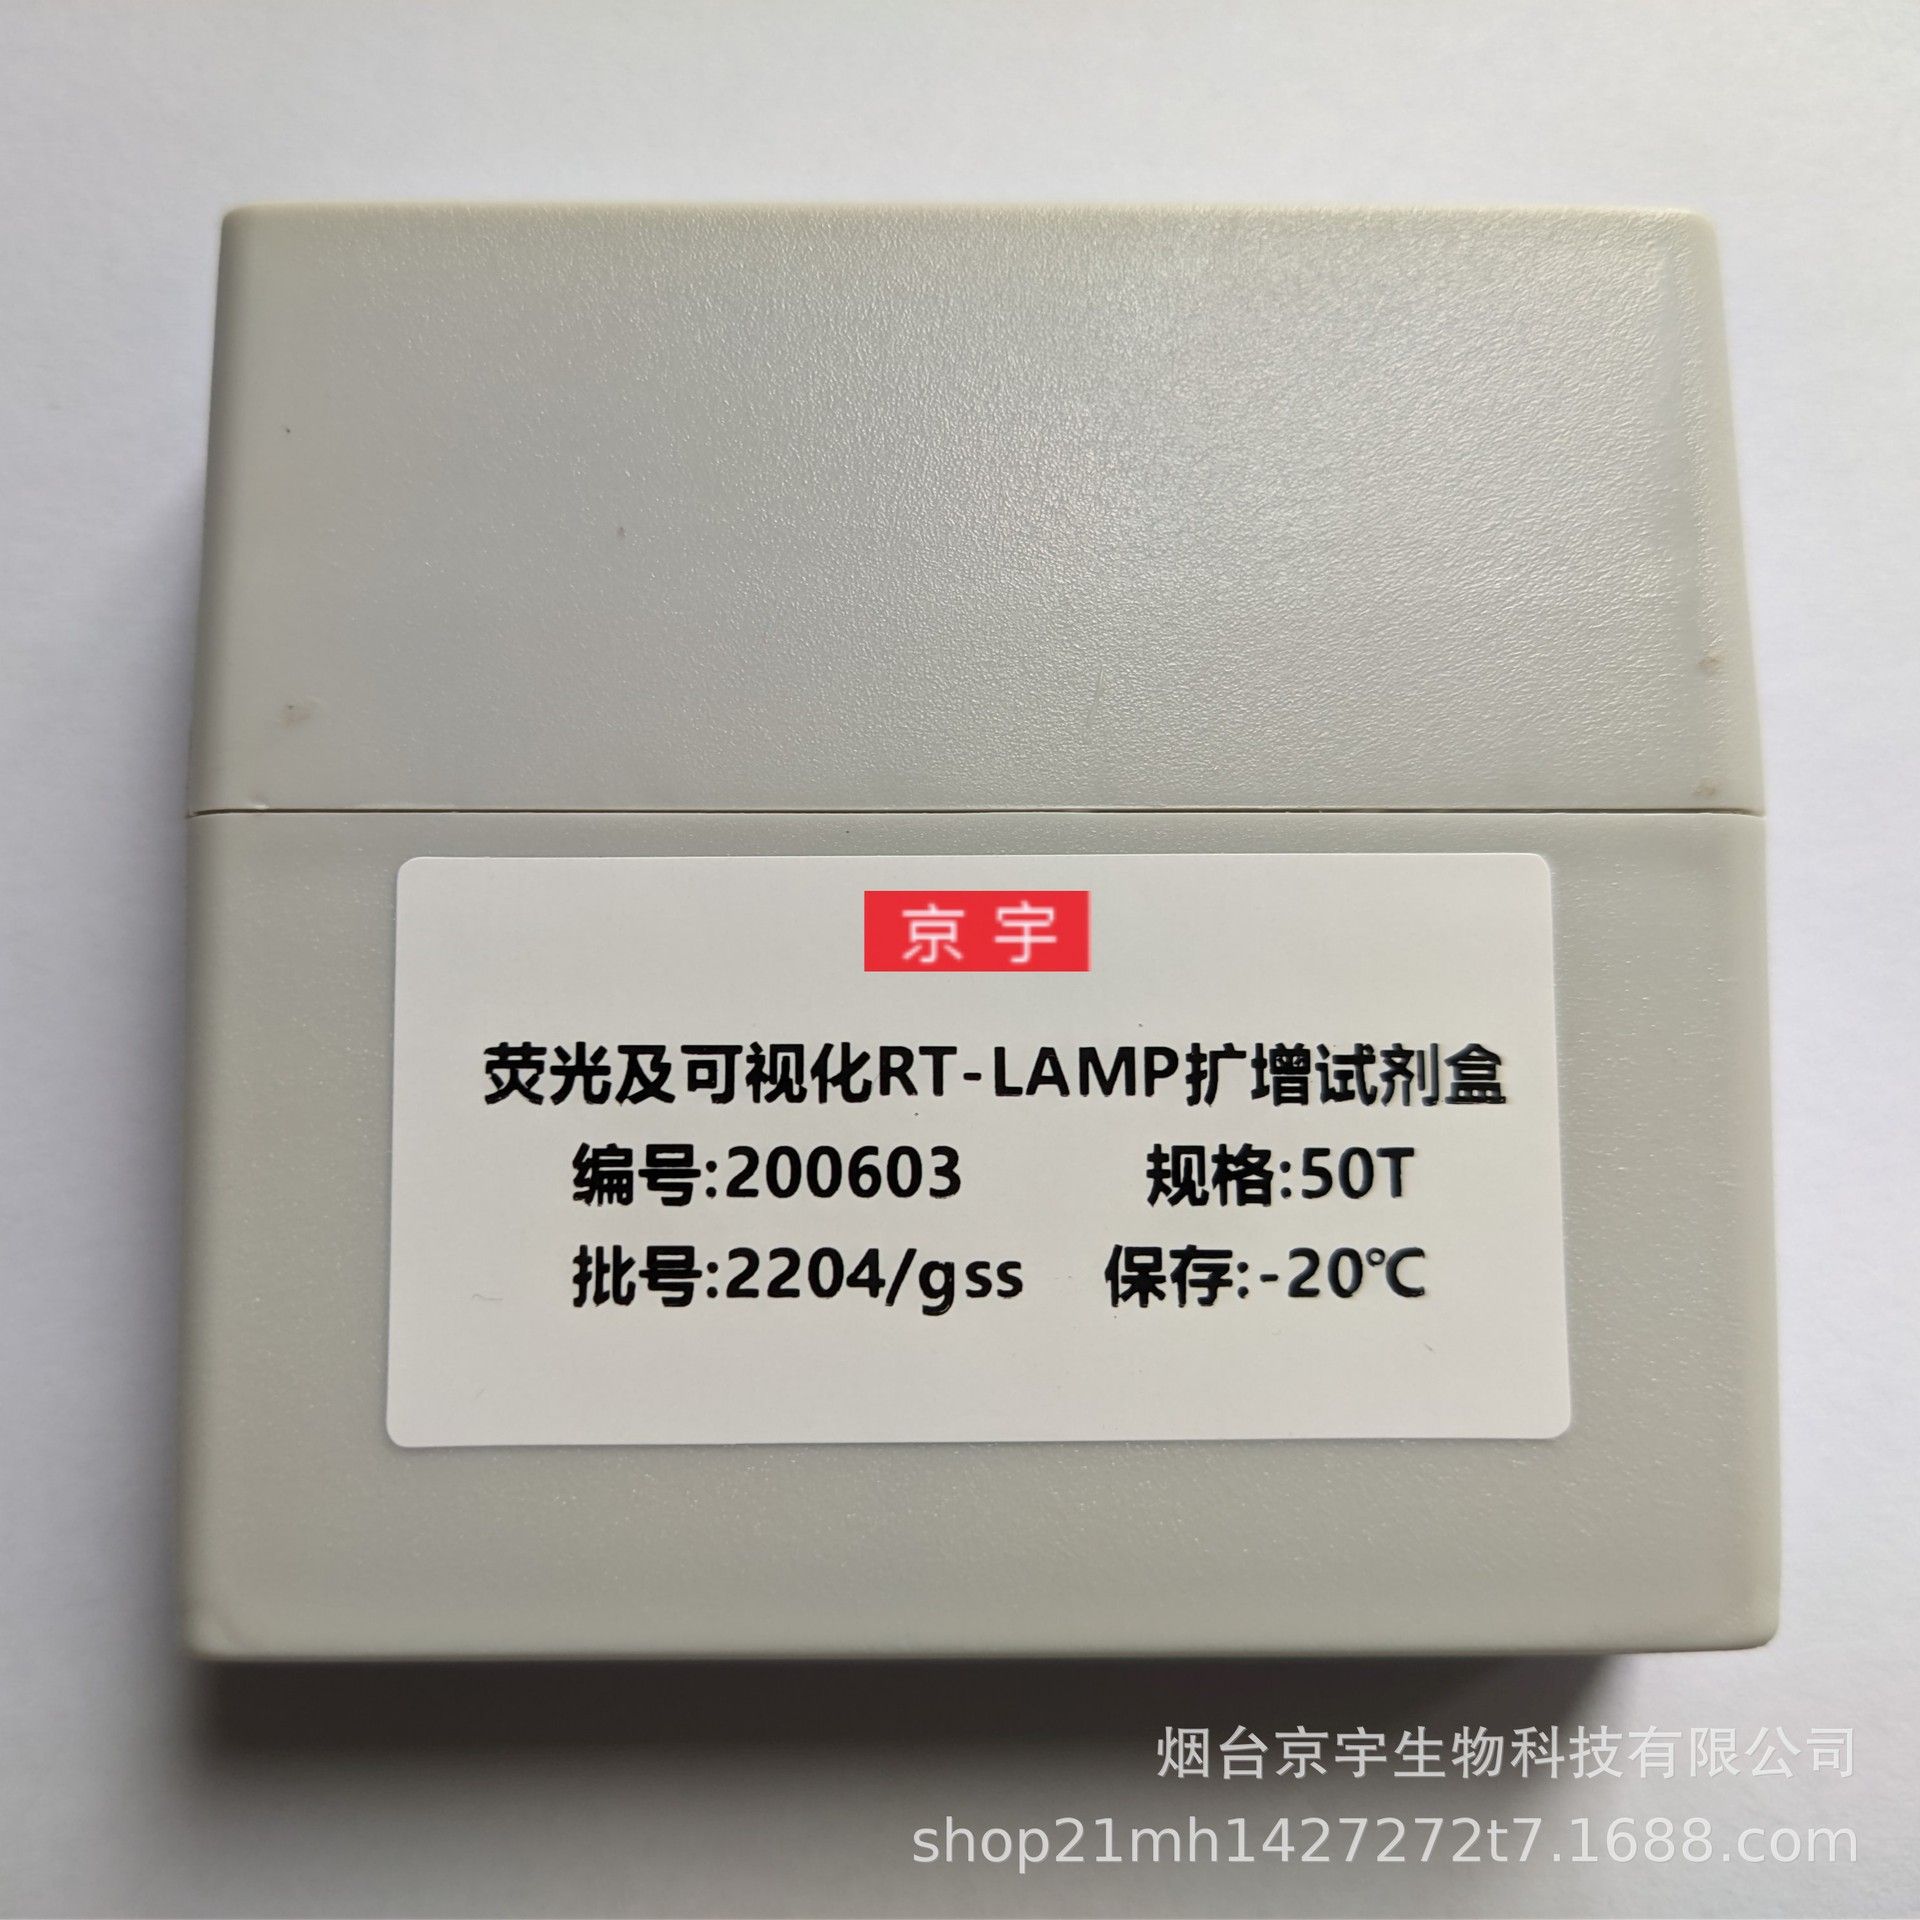 京宇
荧光及可视化RT-LAMP扩增试剂盒
编号:200603 规格:50T
批号:2204/gss 保存:-20℃
烟台京宇生物科技有限公司
shop21mh1427272t7.1688.com